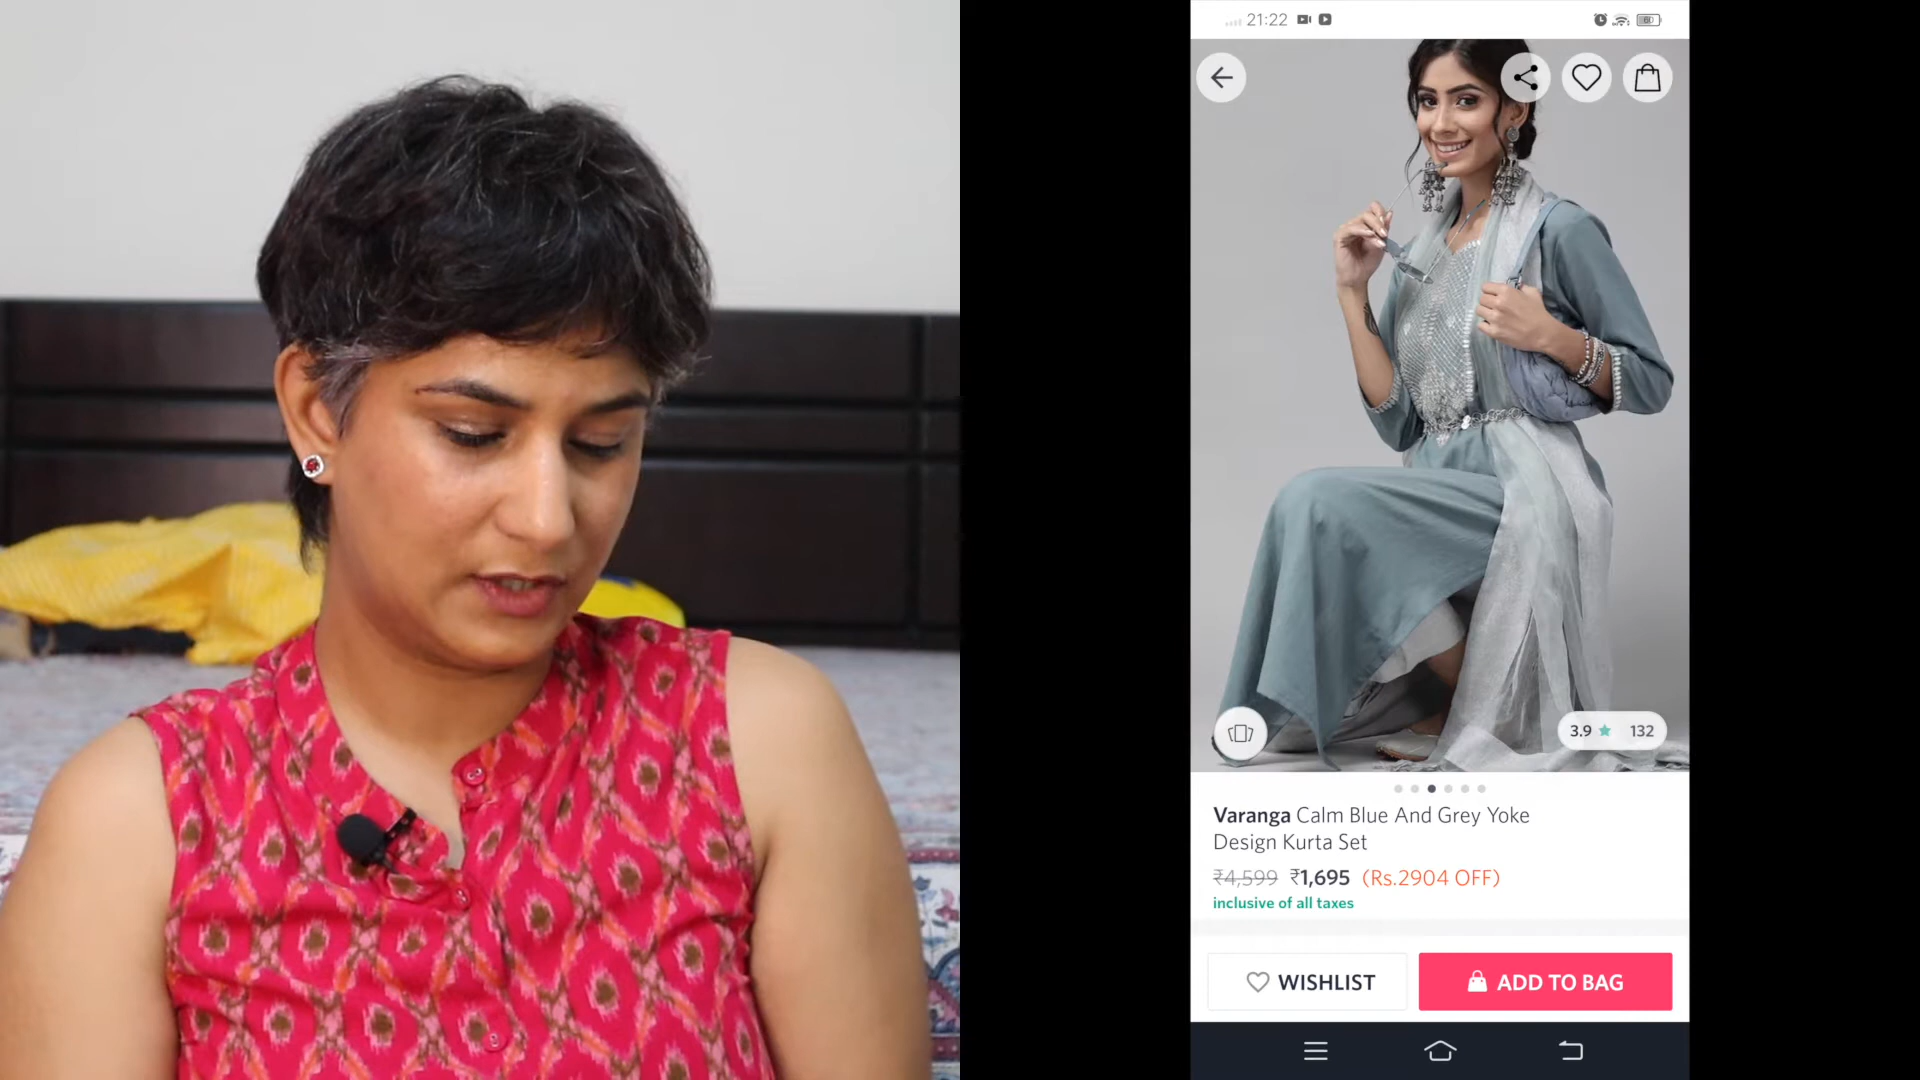 21:22
3.9 ★ 132
Varanga Calm Blue And Grey Yoke
Design Kurta Set
₹4,599 ₹1,695 (Rs.2904 OFF)
inclusive of all taxes
WISHLIST
ADD TO BAG